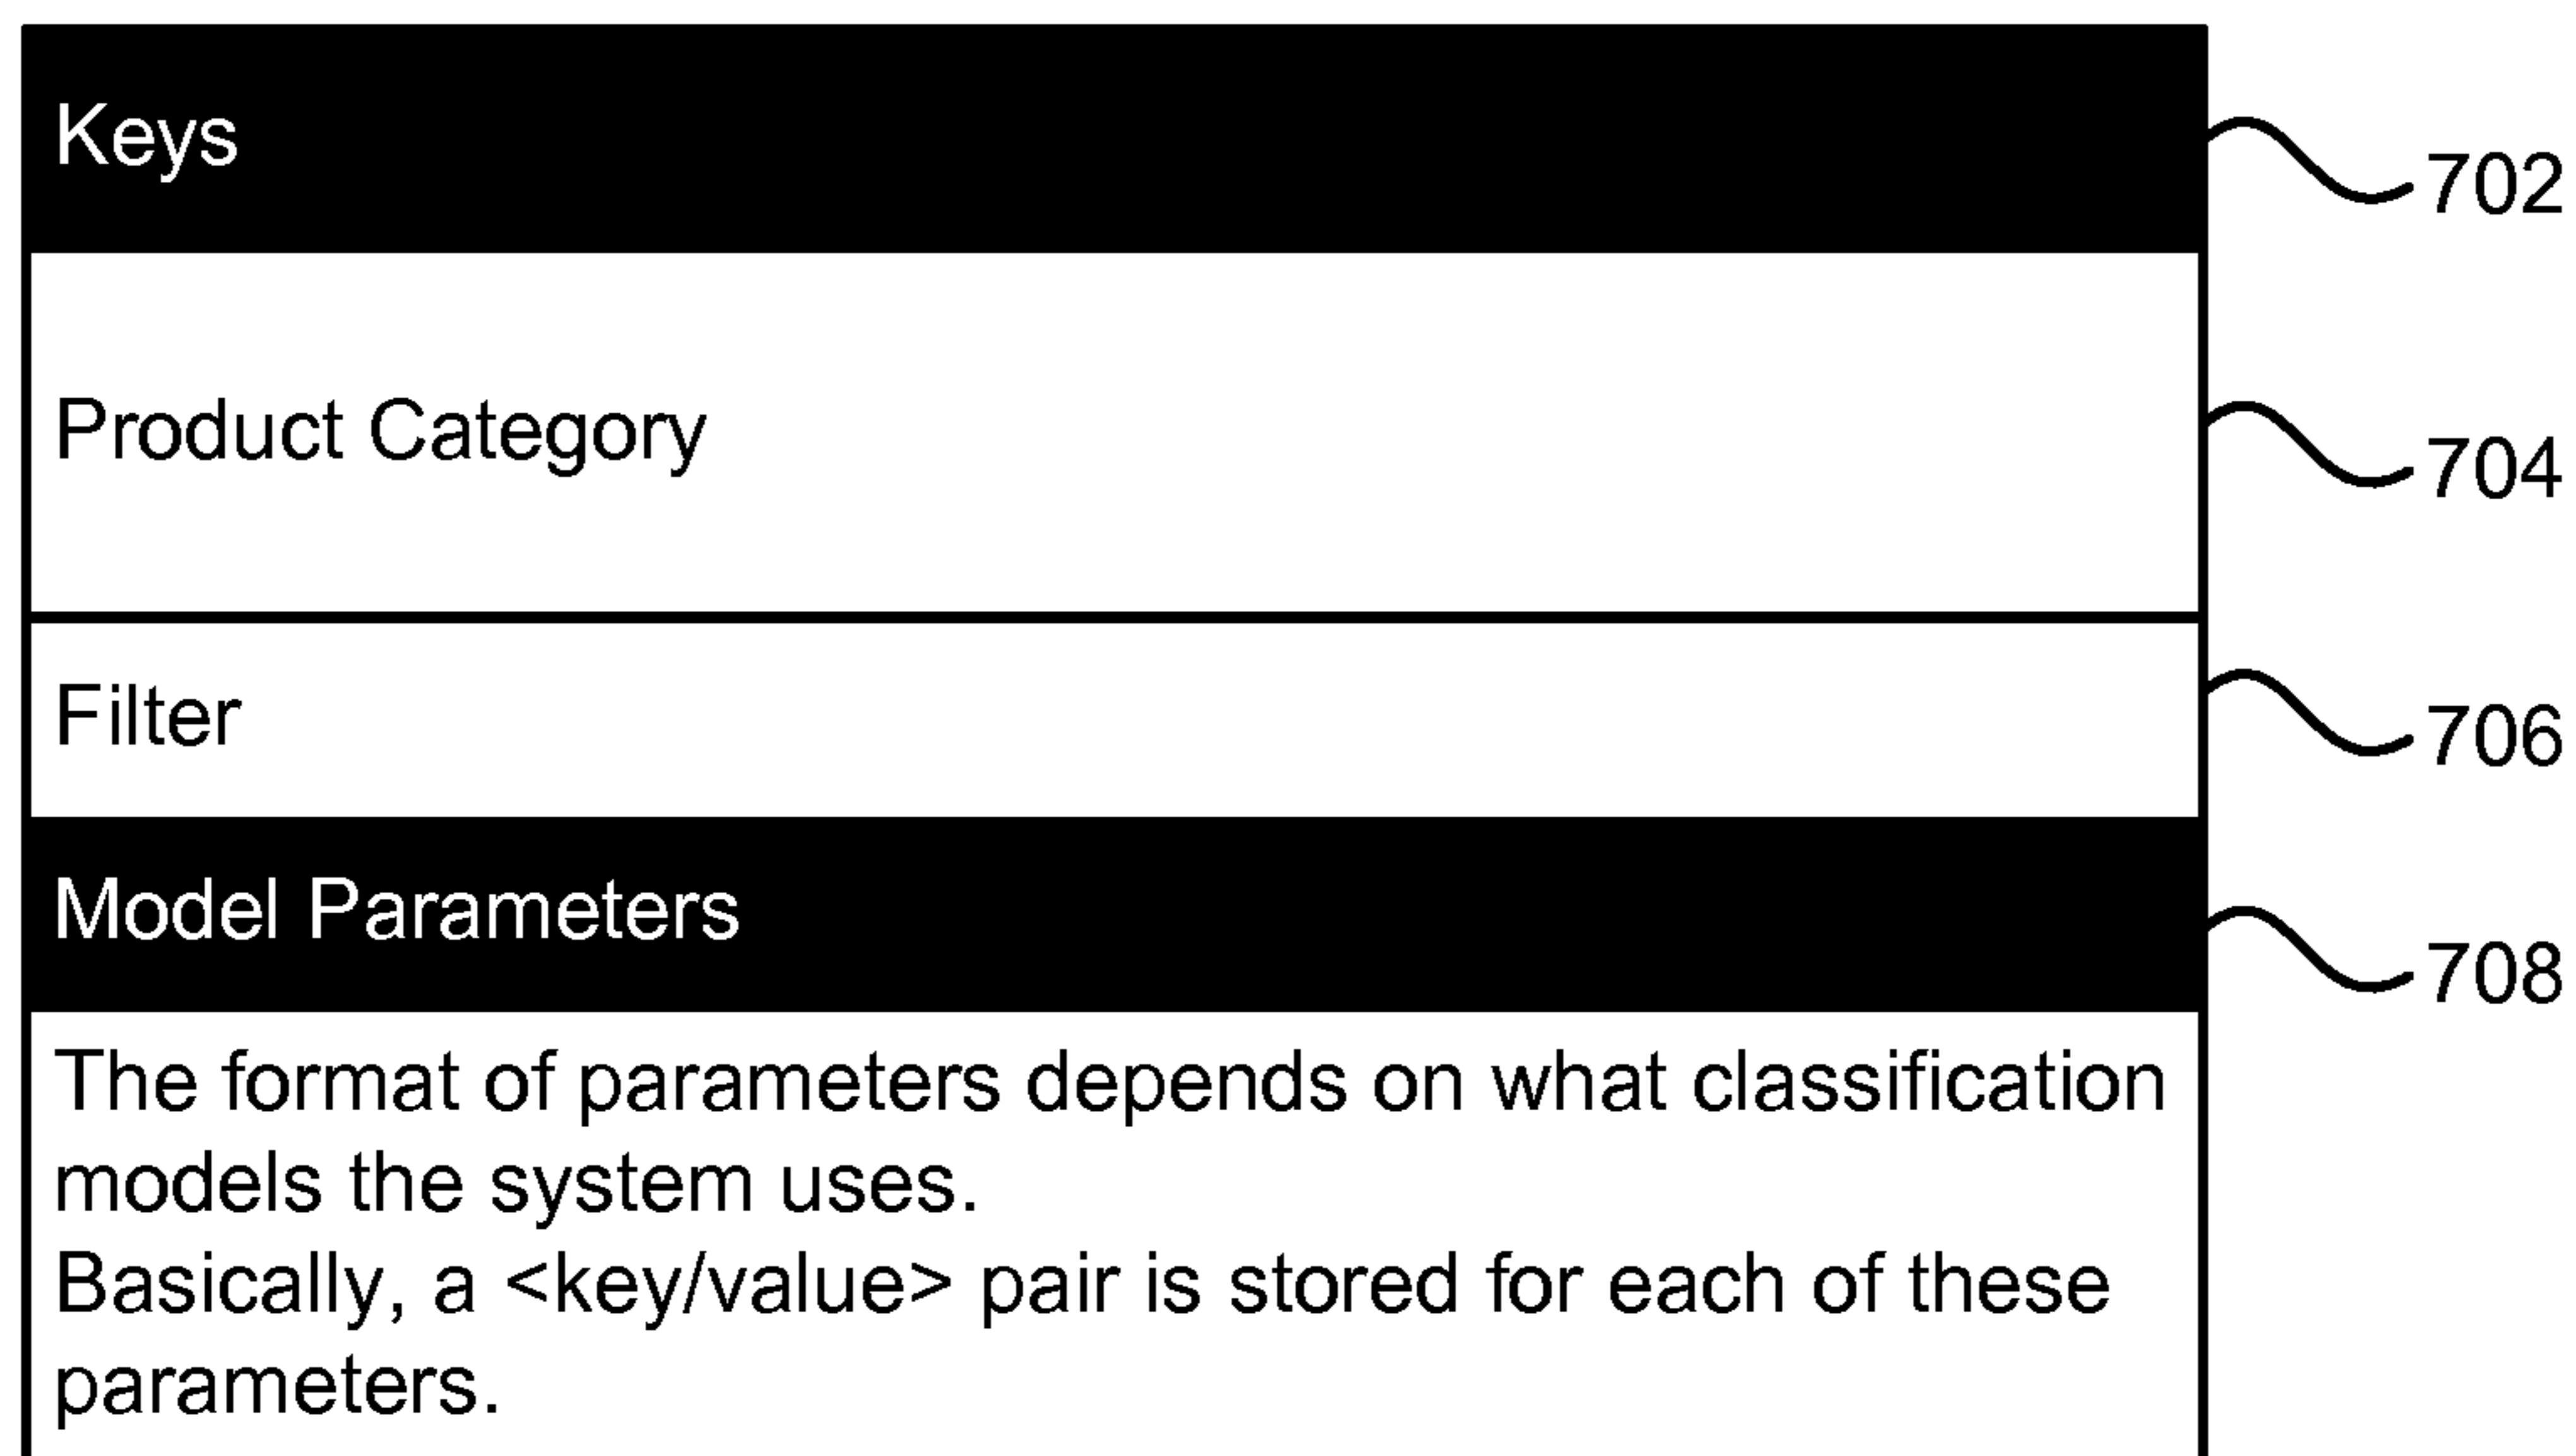 Keys
702
Product Category
704
Filter
706
Model Parameters
708
The format of parameters depends on what classification
models the system uses.
Basically, a <key/value> pair is stored for each of these
parameters.